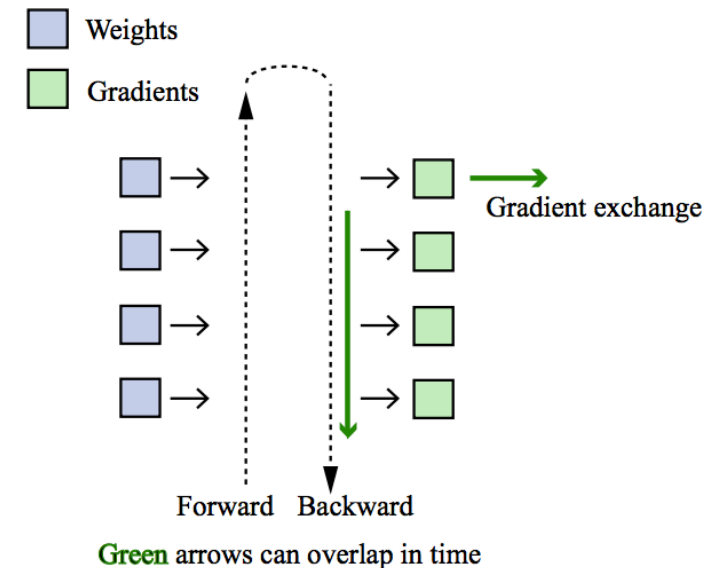 Weights
Gradients
Gradient exchange
Forward Backward
Green arrows can overlap in time